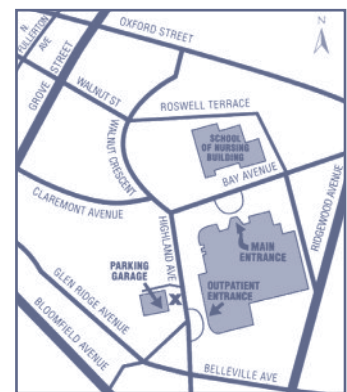 N
OXFORD STREET
N.
FULLERTON
AVE
GROVE STREET
WALNUT ST
ROSWELL TERRACE
WALNUT CRESCENT
SCHOOL
OF NURSING
BUILDING
BAY AVENUE
CLAREMONT AVENUE
HIGHLAND AVE
RIDGEWOOD AVENUE
MAIN
ENTRANCE
PARKING
GARAGE
X
OUTPATIENT
ENTRANCE
GLEN RIDGE AVENUE
BLOOMFIELD AVENUE
BELLEVILLE AVE